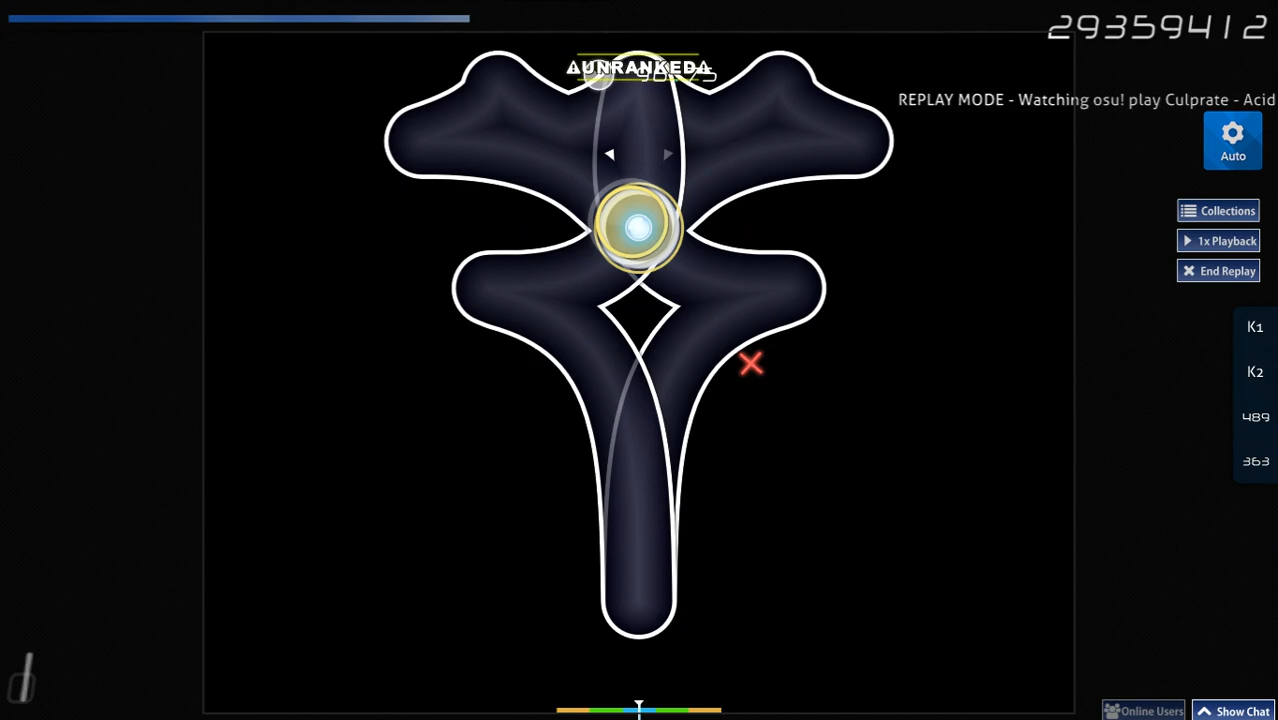 29359412
⚠UNRANKED⚠
REPLAY MODE - Watching osu! play Culprate - Acid
Auto
Collections
1x Playback
End Replay
K1
K2
489
363
Online Users
Show Chat